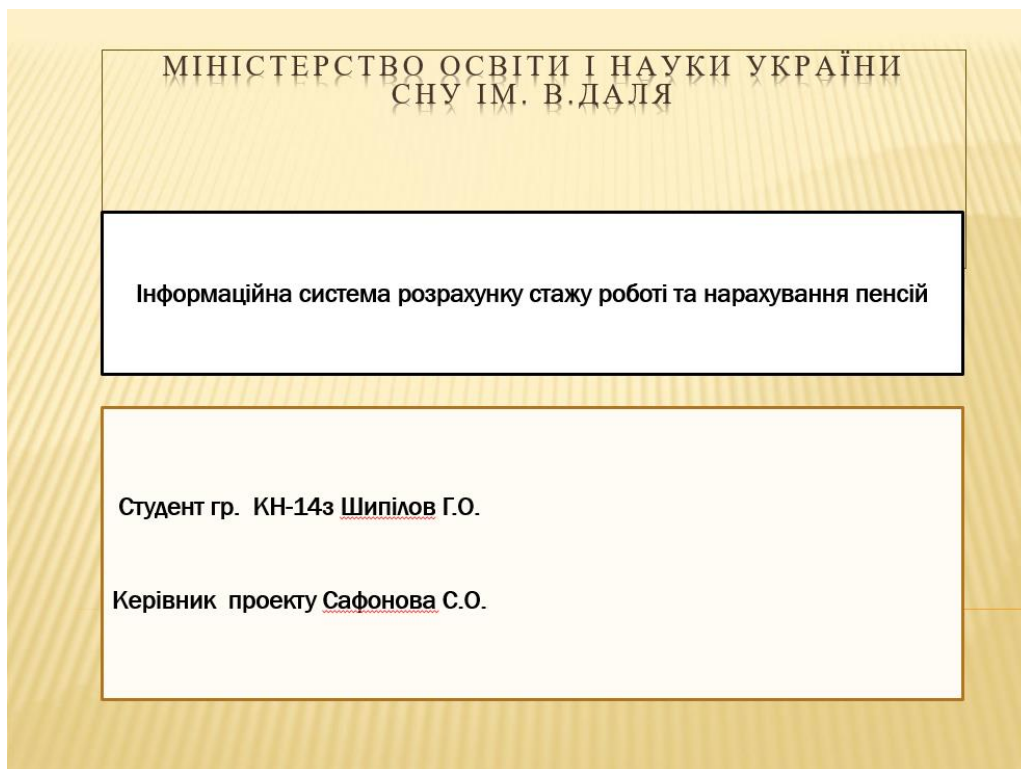 МІНІСТЕРСТВО ОСВІТИ І НАУКИ УКРАЇНИ
СНУ ІМ. В.ДАЛЯ
Інформаційна система розрахунку стажу роботі та нарахування пенсій
Студент гр. КН-14з Шипілов Г.О.
Керівник проекту Сафонова С.О.